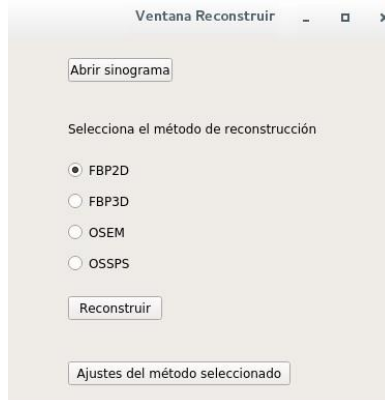 Ventana Reconstruir
Abrir sinograma
Selecciona el método de reconstrucción
FBP2D
FBP3D
OSEM
OSSPS
Reconstruir
Ajustes del método seleccionado